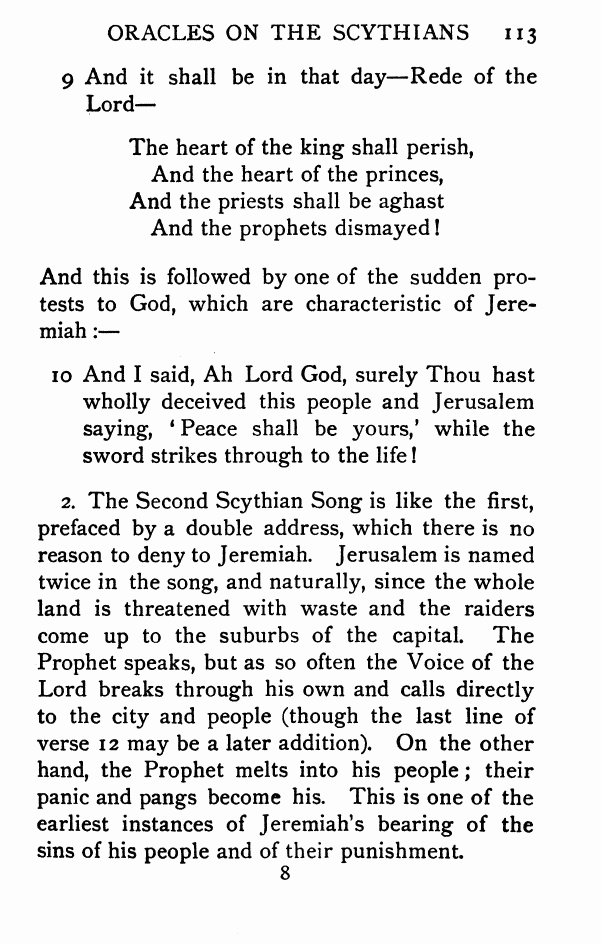 ORACLES ON THE SCYTHIANS 113
9 And it shall be in that day—Rede of the
Lord—
The heart of the king shall perish,
And the heart of the princes,
And the priests shall be aghast
And the prophets dismayed!
And this is followed by one of the sudden pro-
tests to God, which are characteristic of Jere-
miah :—
10 And I said, Ah Lord God, surely Thou hast
wholly deceived this people and Jerusalem
saying, ‘Peace shall be yours,’ while the
sword strikes through to the life!
2. The Second Scythian Song is like the first,
prefaced by a double address, which there is no
reason to deny to Jeremiah. Jerusalem is named
twice in the song, and naturally, since the whole
land is threatened with waste and the raiders
come up to the suburbs of the capital. The
Prophet speaks, but as so often the Voice of the
Lord breaks through his own and calls directly
to the city and people (though the last line of
verse 12 may be a later addition). On the other
hand, the Prophet melts into his people; their
panic and pangs become his. This is one of the
earliest instances of Jeremiah's bearing of the
sins of his people and of their punishment.
8